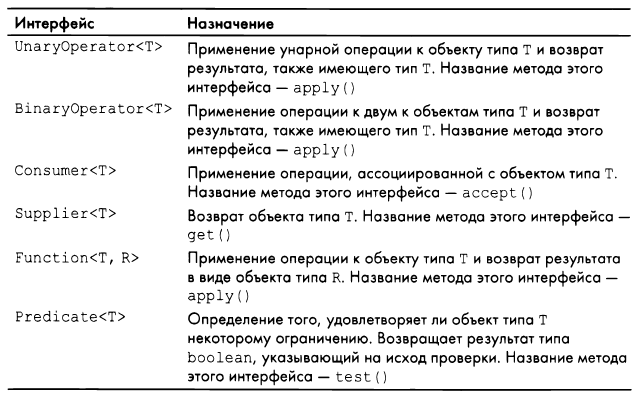 Интерфейс Назначение
UnaryOperator<T> Применение унарной операции к объекту типа T и возврат
результата, также имеющего тип T. Название метода этого
интерфейса — apply()
BinaryOperator<T> Применение операции к двум к объектам типа T и возврат
результата, также имеющего тип T. Название метода этого
интерфейса — apply()
Consumer<T> Применение операции, ассоциированной с объектом типа T.
Название метода этого интерфейса — accept()
Supplier<T> Возврат объекта типа T. Название метода этого интерфейса —
get()
Function<T, R> Применение операции к объекту типа T и возврат результата
в виде объекта типа R. Название метода этого интерфейса —
apply()
Predicate<T> Определение того, удовлетворяет ли объект типа T
некоторому ограничению. Возвращает результат типа
boolean, указывающий на исход проверки. Название метода
этого интерфейса — test()